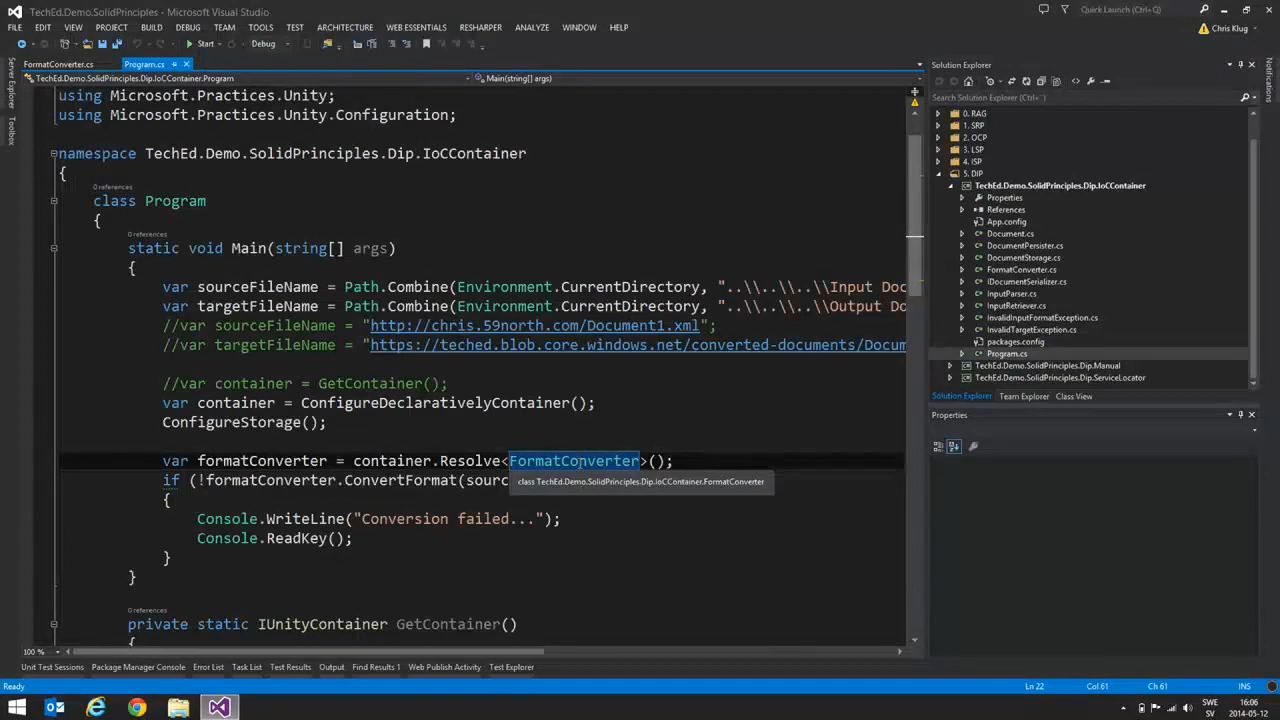 TechEd.Demo.SolidPrinciples - Microsoft Visual Studio
Quick Launch (Ctrl+Q)
FILE EDIT VIEW PROJECT BUILD DEBUG TEAM TOOLS TEST ARCHITECTURE WEB ESSENTIALS RESHARPER ANALYZE WINDOW HELP
Chris Klug
Start Debug
Server Explorer
Toolbox
FormatConverter.cs Program.cs
TechEd.Demo.SolidPrinciples.Dip.IoCContainer.Program Main(string[] args)
using Microsoft.Practices.Unity;
using Microsoft.Practices.Unity.Configuration;
namespace TechEd.Demo.SolidPrinciples.Dip.IoCContainer
{
0 references
class Program
{
0 references
static void Main(string[] args)
{
var sourceFileName = Path.Combine(Environment.CurrentDirectory, "..\\..\\..\\Input Doc
var targetFileName = Path.Combine(Environment.CurrentDirectory, "..\\..\\..\\Output Do
//var sourceFileName = "http://chris.59north.com/Document1.xml";
//var targetFileName = "https://teched.blob.core.windows.net/converted-documents/Docum
//var container = GetContainer();
var container = ConfigureDeclarativelyContainer();
ConfigureStorage();
var formatConverter = container.Resolve<FormatConverter>();
if (!formatConverter.ConvertFormat(sourc
class TechEd.Demo.SolidPrinciples.Dip.IoCContainer.FormatConverter
{
Console.WriteLine("Conversion failed...");
Console.ReadKey();
}
}
0 references
private static IUnityContainer GetContainer()
{
100 %
Solution Explorer
Search Solution Explorer (Ctrl+¨)
0. RAG
1. SRP
2. OCP
3. LSP
4. ISP
5. DIP
TechEd.Demo.SolidPrinciples.Dip.IoCContainer
Properties
References
App.config
Document.cs
DocumentPersister.cs
DocumentStorage.cs
FormatConverter.cs
IDocumentSerializer.cs
InputParser.cs
InputRetriever.cs
InvalidInputFormatException.cs
InvalidTargetException.cs
packages.config
Program.cs
TechEd.Demo.SolidPrinciples.Dip.Manual
TechEd.Demo.SolidPrinciples.Dip.ServiceLocator
Solution Explorer Team Explorer Class View
Properties
Notifications
Unit Test Sessions Package Manager Console Error List Task List Test Results Output Find Results 1 Web Publish Activity Test Explorer
Ready Ln 22 Col 61 Ch 61 INS
SWE 16:06
SV 2014-05-12